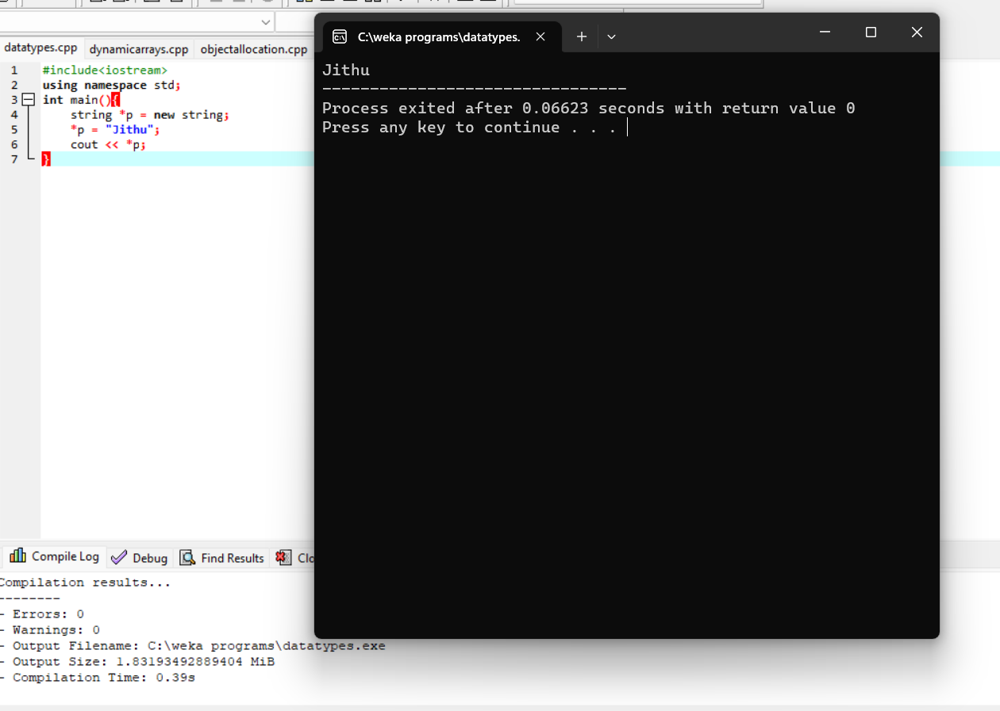 C:\weka programs\datatypes.
datatypes.cpp dynamicarrays.cpp objectallocation.cpp
1 #include<iostream>
2 using namespace std;
3 int main(){
4 string *p = new string;
5 *p = "Jithu";
6 cout << *p;
7 }
Jithu
--------------------------------
Process exited after 0.06623 seconds with return value 0
Press any key to continue . . .
Compile Log Debug Find Results Clo
Compilation results...
--------
- Errors: 0
- Warnings: 0
- Output Filename: C:\weka programs\datatypes.exe
- Output Size: 1.83193492889404 MiB
- Compilation Time: 0.39s